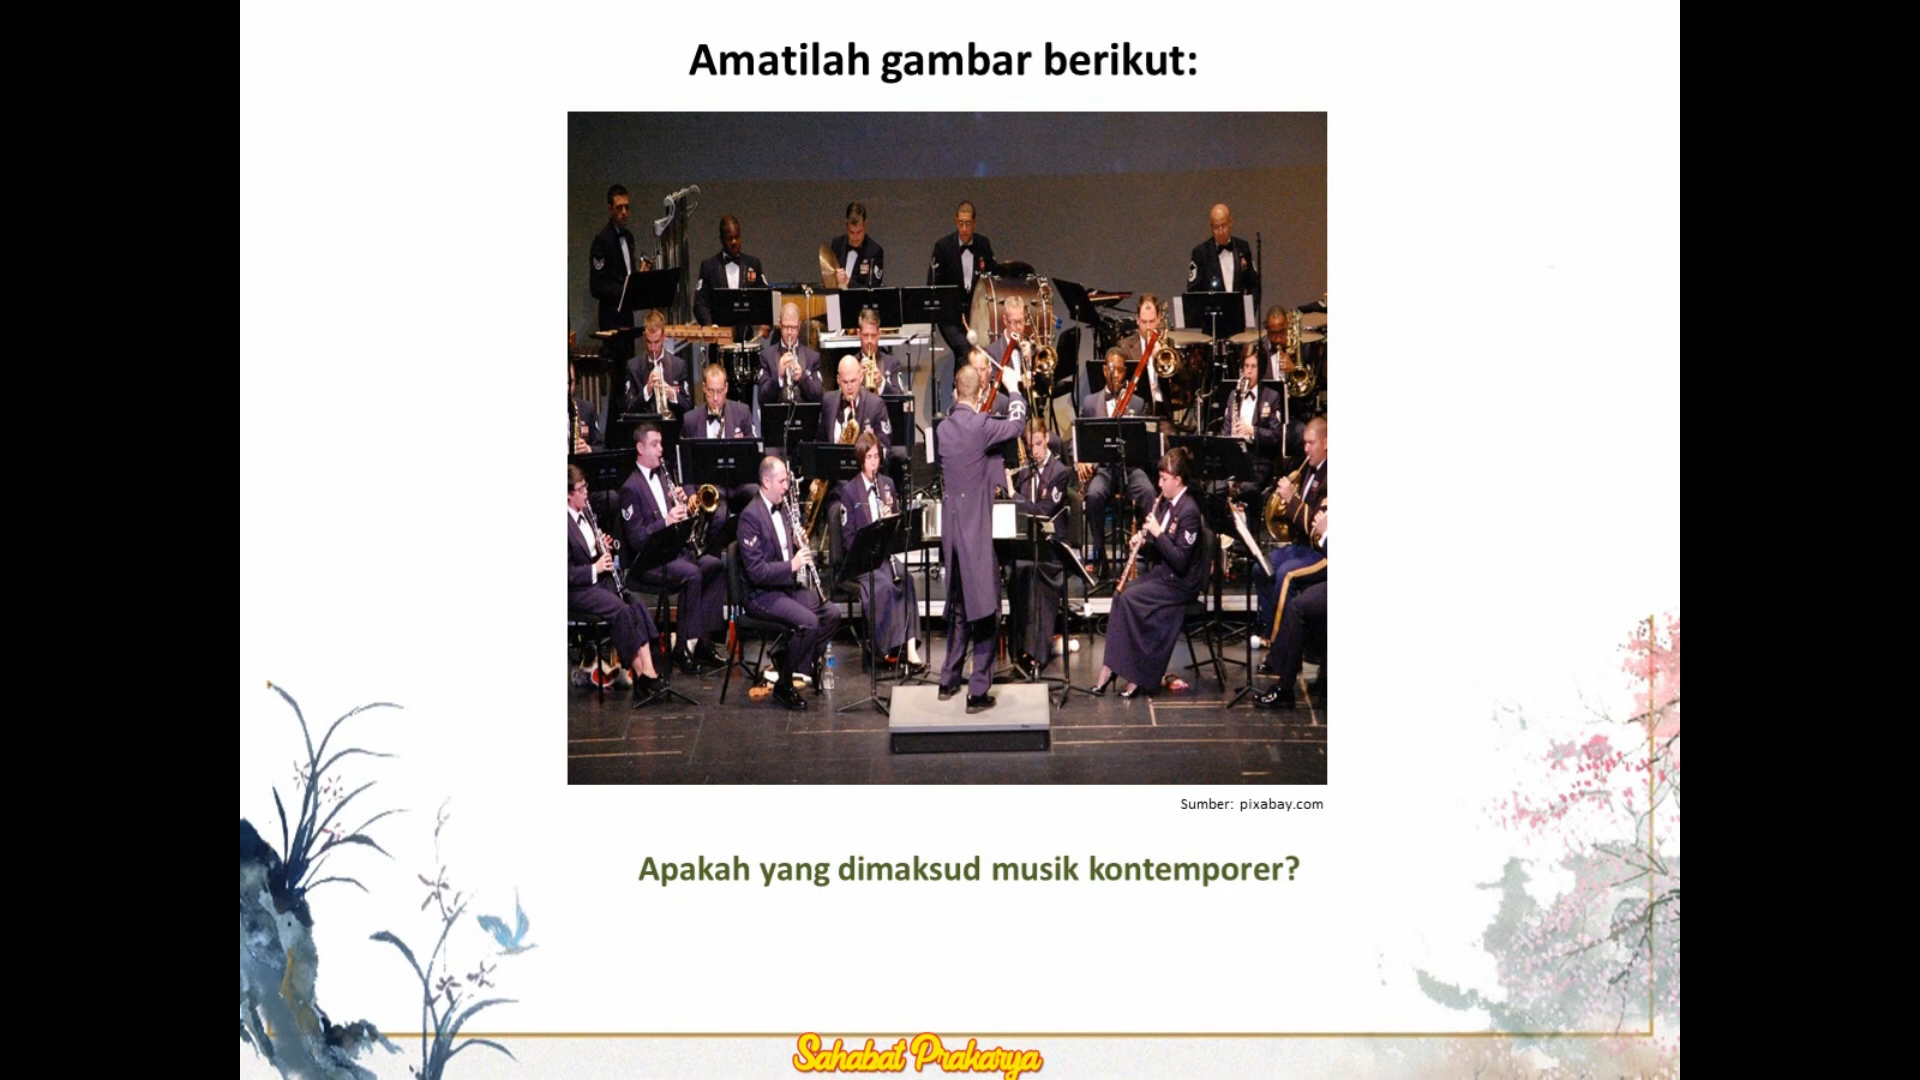 Amatilah gambar berikut:
Sumber: pixabay.com
Apakah yang dimaksud musik kontemporer?
Sahabat Prakarya